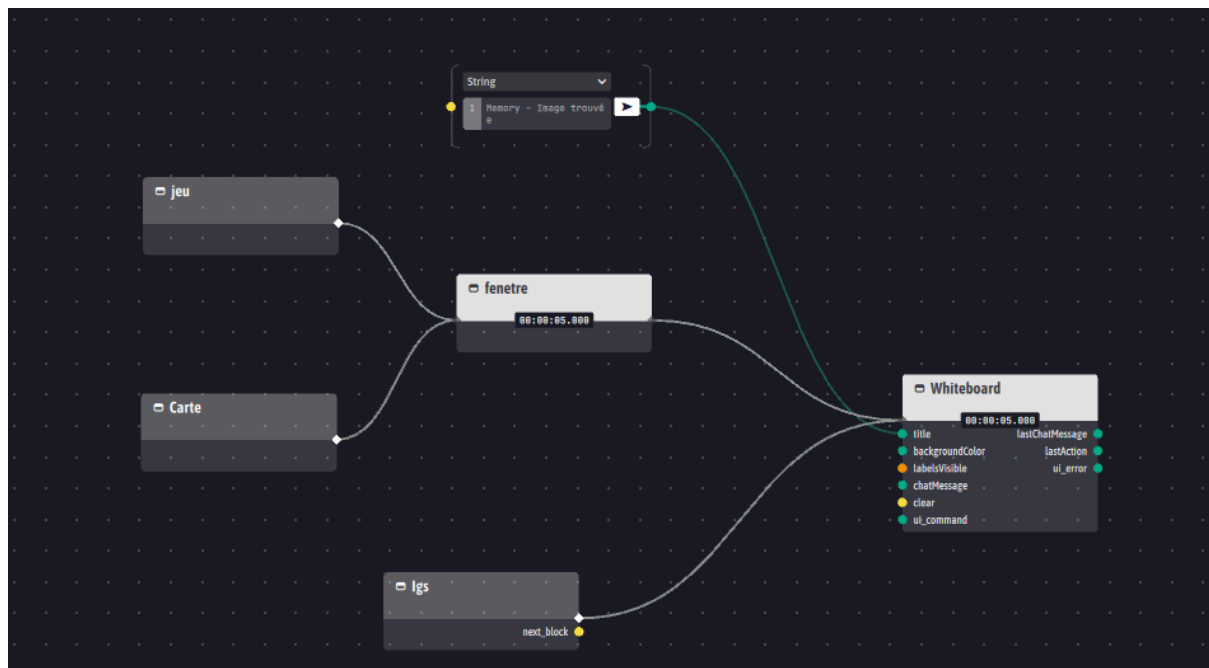 String
1 Memory - Image trouvé
e
jeu
fenetre
00:00:05.000
Carte
Whiteboard
00:00:05.000
title lastChatMessage
backgroundColor lastAction
labelsVisible ui_error
chatMessage
clear
ui_command
Igs
next_block